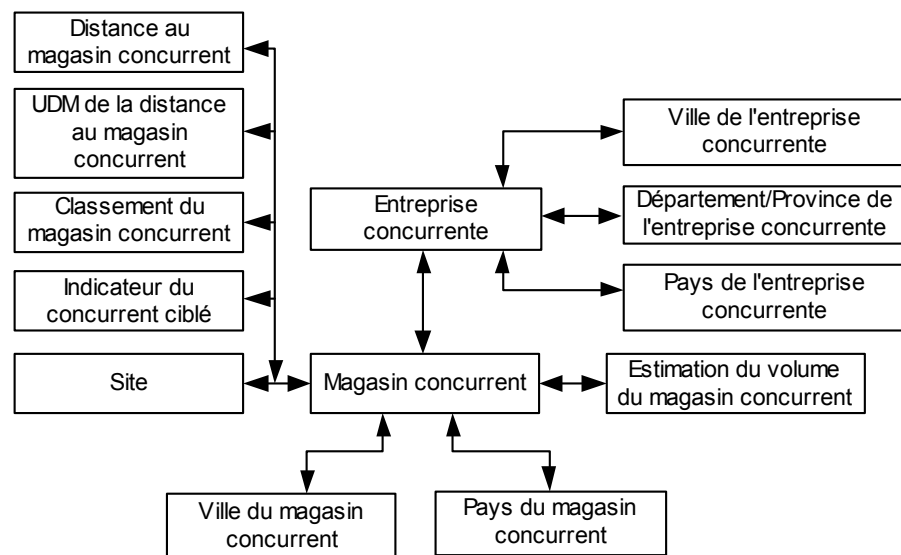 Distance au
magasin concurrent
UDM de la distance
au magasin
concurrent
Classement du
magasin concurrent
Indicateur du
concurrent ciblé
Site
Entreprise
concurrente
Magasin concurrent
Ville de l'entreprise
concurrente
Département/Province de
l'entreprise concurrente
Pays de l'entreprise
concurrente
Estimation du volume
du magasin concurrent
Ville du magasin
concurrent
Pays du magasin
concurrent